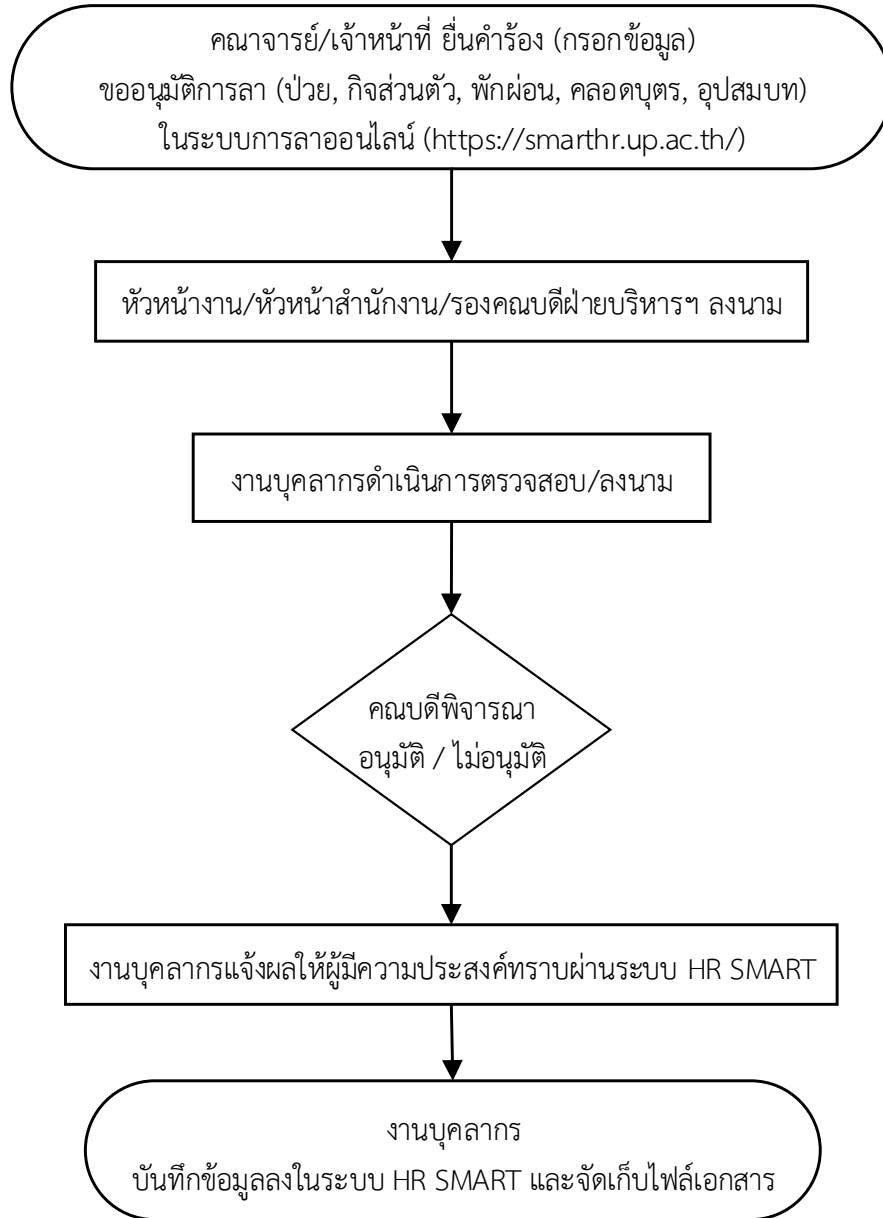 คณาจารย์/เจ้าหน้าที่ ยื่นคำร้อง (กรอกข้อมูล)
ขออนุมัติการลา (ป่วย, กิจส่วนตัว, พักผ่อน, คลอดบุตร, อุปสมบท)
ในระบบการลาออนไลน์ (https://smarthr.up.ac.th/)
หัวหน้างาน/หัวหน้าสำนักงาน/รองคณบดีฝ่ายบริหารฯ ลงนาม
งานบุคลากรดำเนินการตรวจสอบ/ลงนาม
คณบดีพิจารณา
อนุมัติ / ไม่อนุมัติ
งานบุคลากรแจ้งผลให้ผู้มีความประสงค์ทราบผ่านระบบ HR SMART
งานบุคลากร
บันทึกข้อมูลลงในระบบ HR SMART และจัดเก็บไฟล์เอกสาร